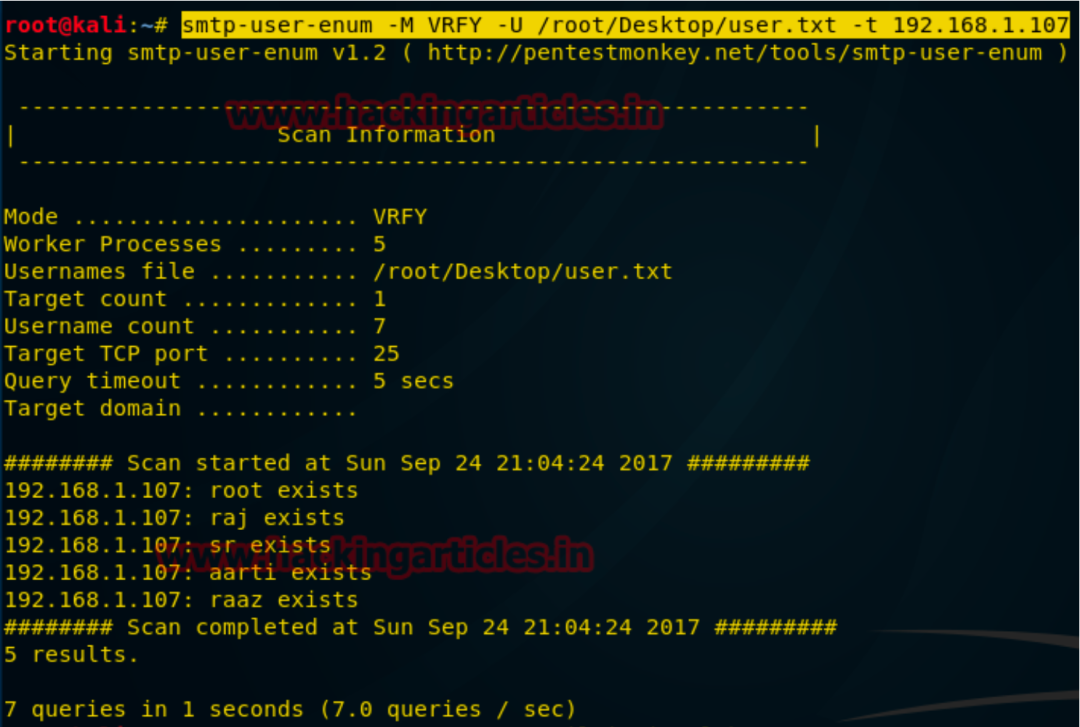 root@kali:~# smtp-user-enum -M VRFY -U /root/Desktop/user.txt -t 192.168.1.107
Starting smtp-user-enum v1.2 ( http://pentestmonkey.net/tools/smtp-user-enum )
----------------------------------------------------------
www.hackingarticles.in
| Scan Information |
----------------------------------------------------------
Mode ..................... VRFY
Worker Processes ......... 5
Usernames file ........... /root/Desktop/user.txt
Target count ............. 1
Username count ........... 7
Target TCP port .......... 25
Query timeout ............ 5 secs
Target domain ............
######## Scan started at Sun Sep 24 21:04:24 2017 #########
192.168.1.107: root exists
192.168.1.107: raj exists
192.168.1.107: sr exists
www.hackingarticles.in
192.168.1.107: aarti exists
192.168.1.107: raaz exists
######## Scan completed at Sun Sep 24 21:04:24 2017 #########
5 results.
7 queries in 1 seconds (7.0 queries / sec)